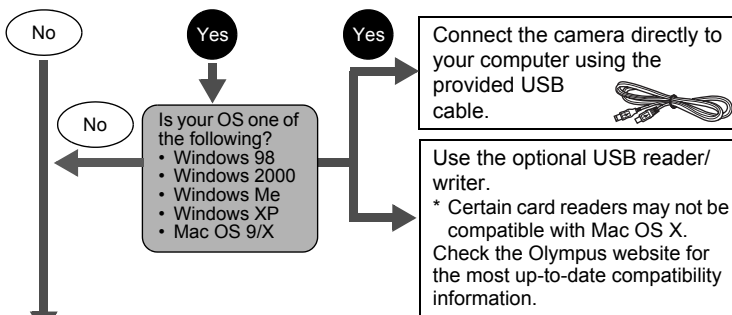 No
Yes
Yes
No
Is your OS one of
the following?
• Windows 98
• Windows 2000
• Windows Me
• Windows XP
• Mac OS 9/X
Connect the camera directly to
your computer using the
provided USB
cable.
Use the optional USB reader/
writer.
* Certain card readers may not be
compatible with Mac OS X.
Check the Olympus website for
the most up-to-date compatibility
information.